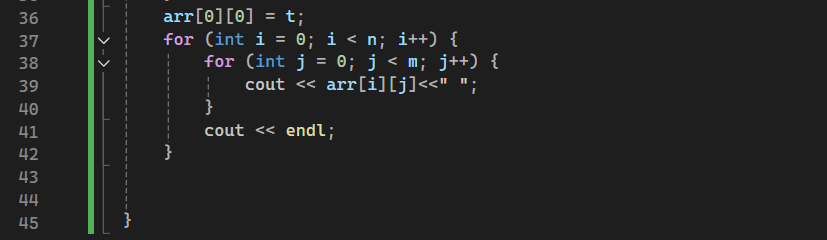 36 arr[0][0] = t;
37 for (int i = 0; i < n; i++) {
38 for (int j = 0; j < m; j++) {
39 cout << arr[i][j]<<" ";
40 }
41 cout << endl;
42 }
43
44
45 }